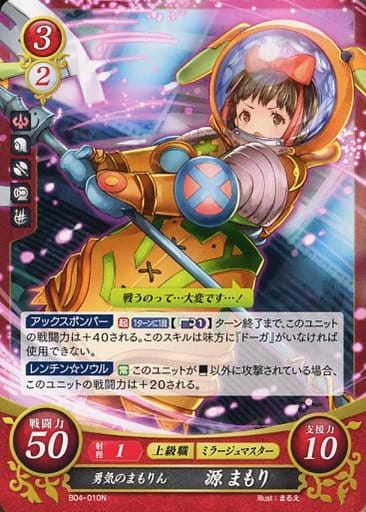 3
2
戦うのって…大変です…!
アックスボンバー 起 1ターンに1回 【1】 ターン終了まで、このユニット
の戦闘力は+40される。このスキルは味方に『ドーガ』がいなければ
使用できない。
レンチン☆ソウル 常 このユニットが■以外に攻撃されている場合、
このユニットの戦闘力は+20される。
戦闘力
50
射程 1
上級職
ミラージュマスター
支援力
10
勇気のまもりん
源 まもり
B04-010N
Illust:まるえ